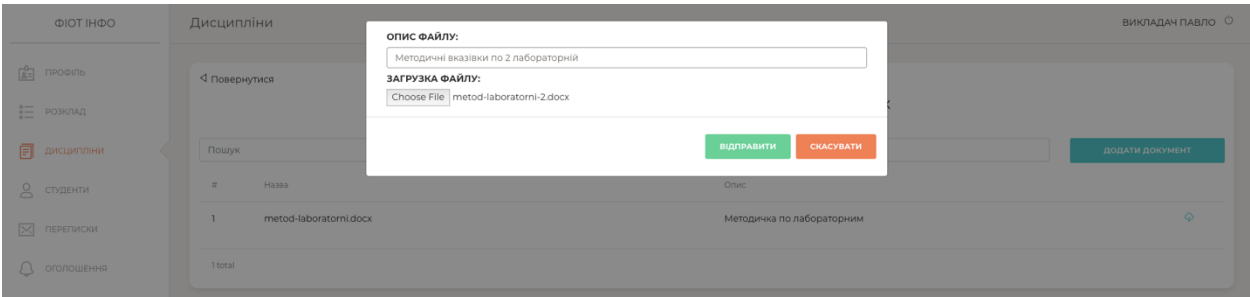 ФІОТ ІНФО
Дисципліни
ВИКЛАДАЧ ПАВЛО
ОПИС ФАЙЛУ:
Методичні вказівки по 2 лабораторній
ЗАГРУЗКА ФАЙЛУ:
Choose File metod-laboratorni-2.docx
ВІДПРАВИТИ СКАСУВАТИ
ПРОФІЛЬ
РОЗКЛАД
ДИСЦИПЛІНИ
СТУДЕНТИ
ПЕРЕПИСКИ
ОГОЛОШЕННЯ
Повернутися
Пошук
ДОДАТИ ДОКУМЕНТ
# Назва Опис
1 metod-laboratorni.docx Методичка по лабораторним
1 total